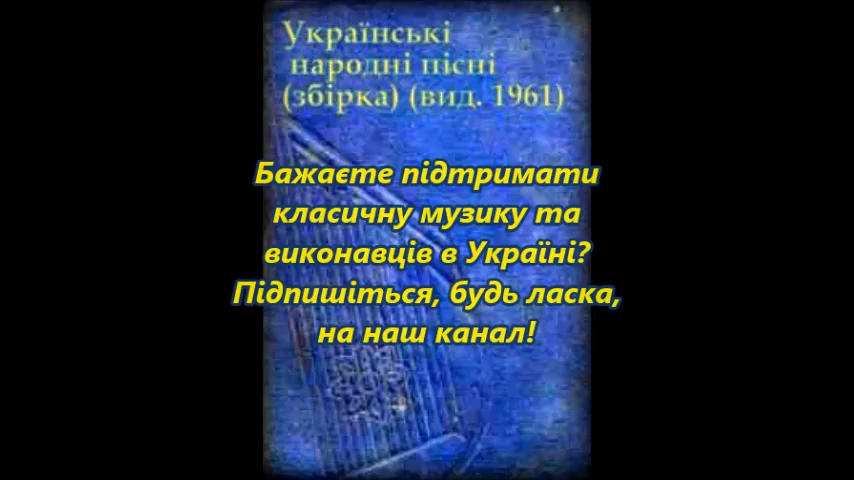 Українські
народні пісні
(збірка) (вид. 1961)
Бажаєте підтримати
класичну музику та
виконавців в Україні?
Підпишіться, будь ласка,
на наш канал!